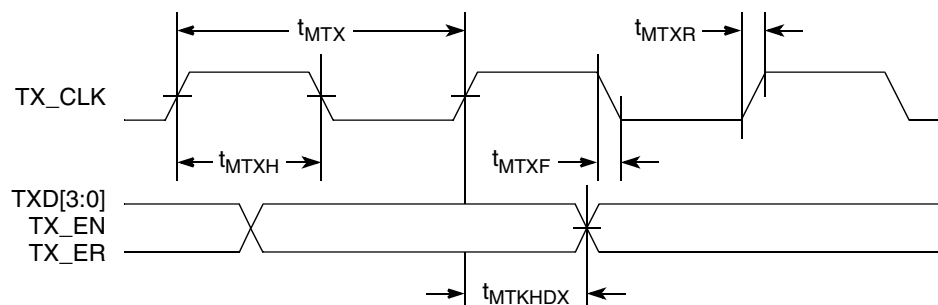 tMTX
tMTXR
TX_CLK
tMTXH
tMTXF
TXD[3:0]
TX_EN
TX_ER
tMTKHDX